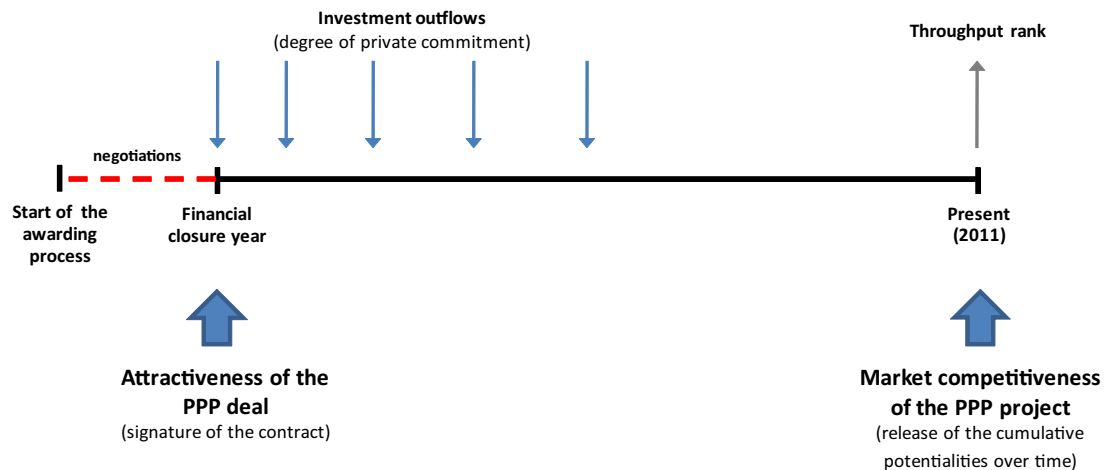 Investment outflows
(degree of private commitment)
Throughput rank
negotiations
Start of the
awarding
process
Financial
closure year
Present
(2011)
Attractiveness of the
PPP deal
(signature of the contract)
Market competitiveness
of the PPP project
(release of the cumulative
potentialities over time)